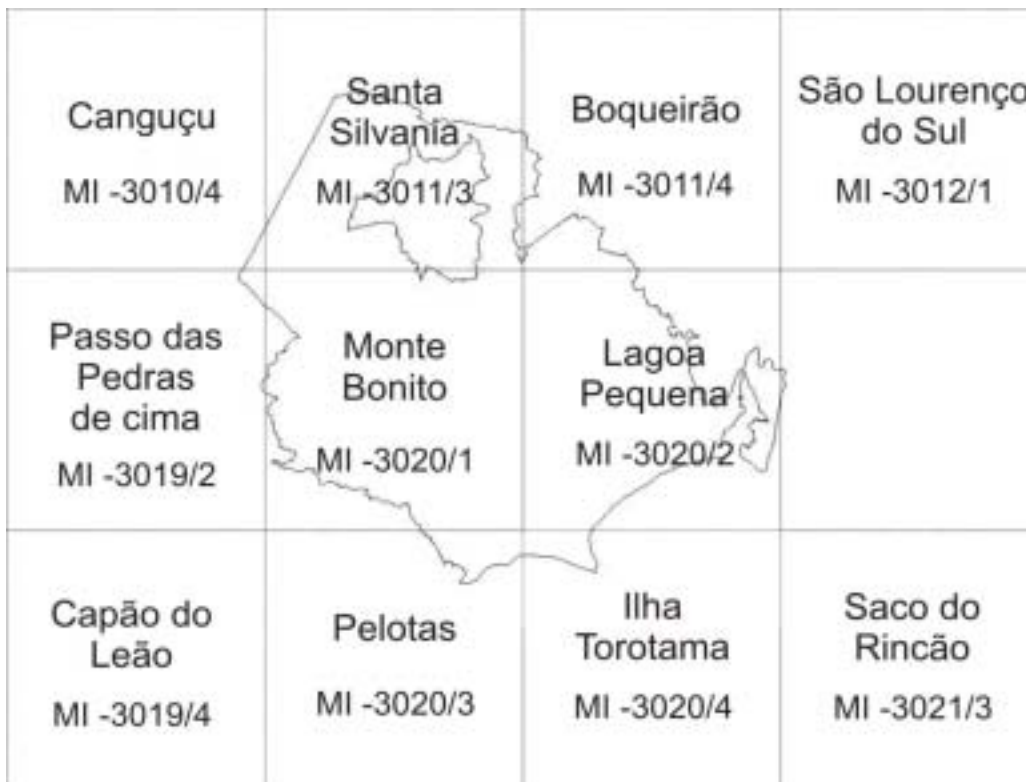 Canguçu
MI -3010/4
Santa
Silvania
MI -3011/3
Boqueirão
MI -3011/4
São Lourenço
do Sul
MI -3012/1
Passo das
Pedras
de cima
MI -3019/2
Monte
Bonito
MI -3020/1
Lagoa
Pequena
MI -3020/2
Capão do
Leão
MI -3019/4
Pelotas
MI -3020/3
Ilha
Torotama
MI -3020/4
Saco do
Rincão
MI -3021/3